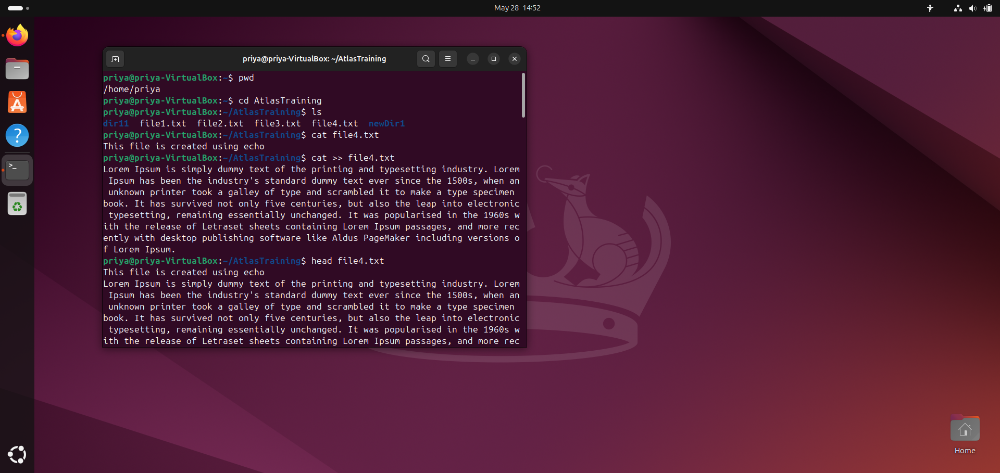 May 28 14:52
priya@priya-VirtualBox: ~/AtlasTraining
priya@priya-VirtualBox:~$ pwd
/home/priya
priya@priya-VirtualBox:~$ cd AtlasTraining
priya@priya-VirtualBox:~/AtlasTraining$ ls
dir11  file1.txt  file2.txt  file3.txt  file4.txt  newDir1
priya@priya-VirtualBox:~/AtlasTraining$ cat file4.txt
This file is created using echo
priya@priya-VirtualBox:~/AtlasTraining$ cat >> file4.txt
Lorem Ipsum is simply dummy text of the printing and typesetting industry. Lorem
 Ipsum has been the industry's standard dummy text ever since the 1500s, when an
 unknown printer took a galley of type and scrambled it to make a type specimen
book. It has survived not only five centuries, but also the leap into electronic
 typesetting, remaining essentially unchanged. It was popularised in the 1960s w
ith the release of Letraset sheets containing Lorem Ipsum passages, and more rec
ently with desktop publishing software like Aldus PageMaker including versions o
f Lorem Ipsum.
priya@priya-VirtualBox:~/AtlasTraining$ head file4.txt
This file is created using echo
Lorem Ipsum is simply dummy text of the printing and typesetting industry. Lorem
 Ipsum has been the industry's standard dummy text ever since the 1500s, when an
 unknown printer took a galley of type and scrambled it to make a type specimen
book. It has survived not only five centuries, but also the leap into electronic
 typesetting, remaining essentially unchanged. It was popularised in the 1960s w
ith the release of Letraset sheets containing Lorem Ipsum passages, and more rec
Home